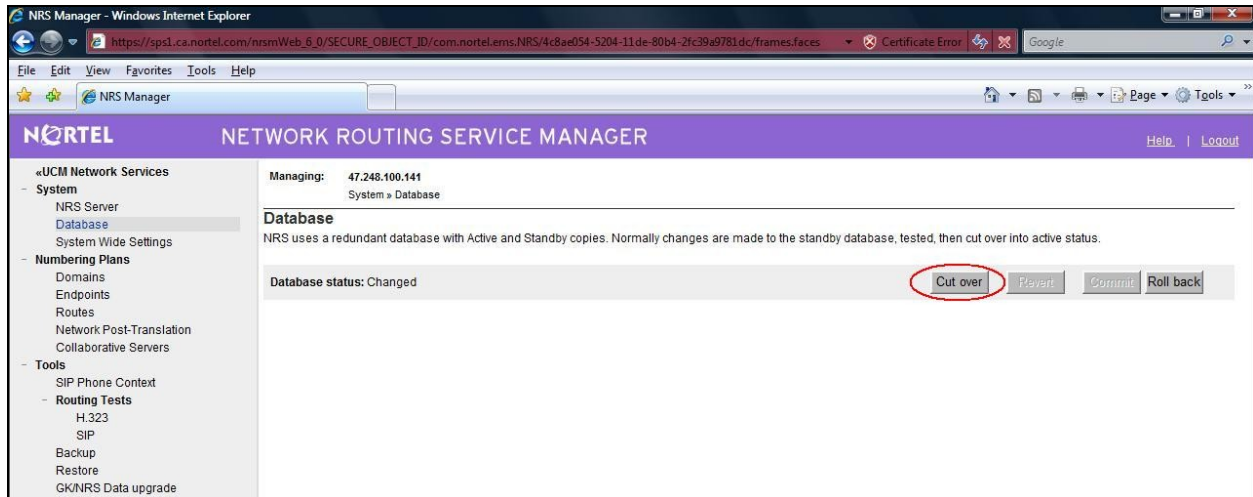 NRS Manager - Windows Internet Explorer
https://sps1.ca.nortel.com/nrsmWeb_6_0/SECURE_OBJECT_ID/com.nortel.ems.NRS/4c8ae054-5204-11de-80b4-2fc39a9781dc/frames.faces Certificate Error Google
File Edit View Favorites Tools Help
NRS Manager Page Tools
NORTEL NETWORK ROUTING SERVICE MANAGER Help | Logout
«UCM Network Services
- System
NRS Server
Database
System Wide Settings
- Numbering Plans
Domains
Endpoints
Routes
Network Post-Translation
Collaborative Servers
- Tools
SIP Phone Context
- Routing Tests
H.323
SIP
Backup
Restore
GK/NRS Data upgrade
Managing: 47.248.100.141
System » Database
Database
NRS uses a redundant database with Active and Standby copies. Normally changes are made to the standby database, tested, then cut over into active status.
Database status: Changed Cut over Revert Commit Roll back